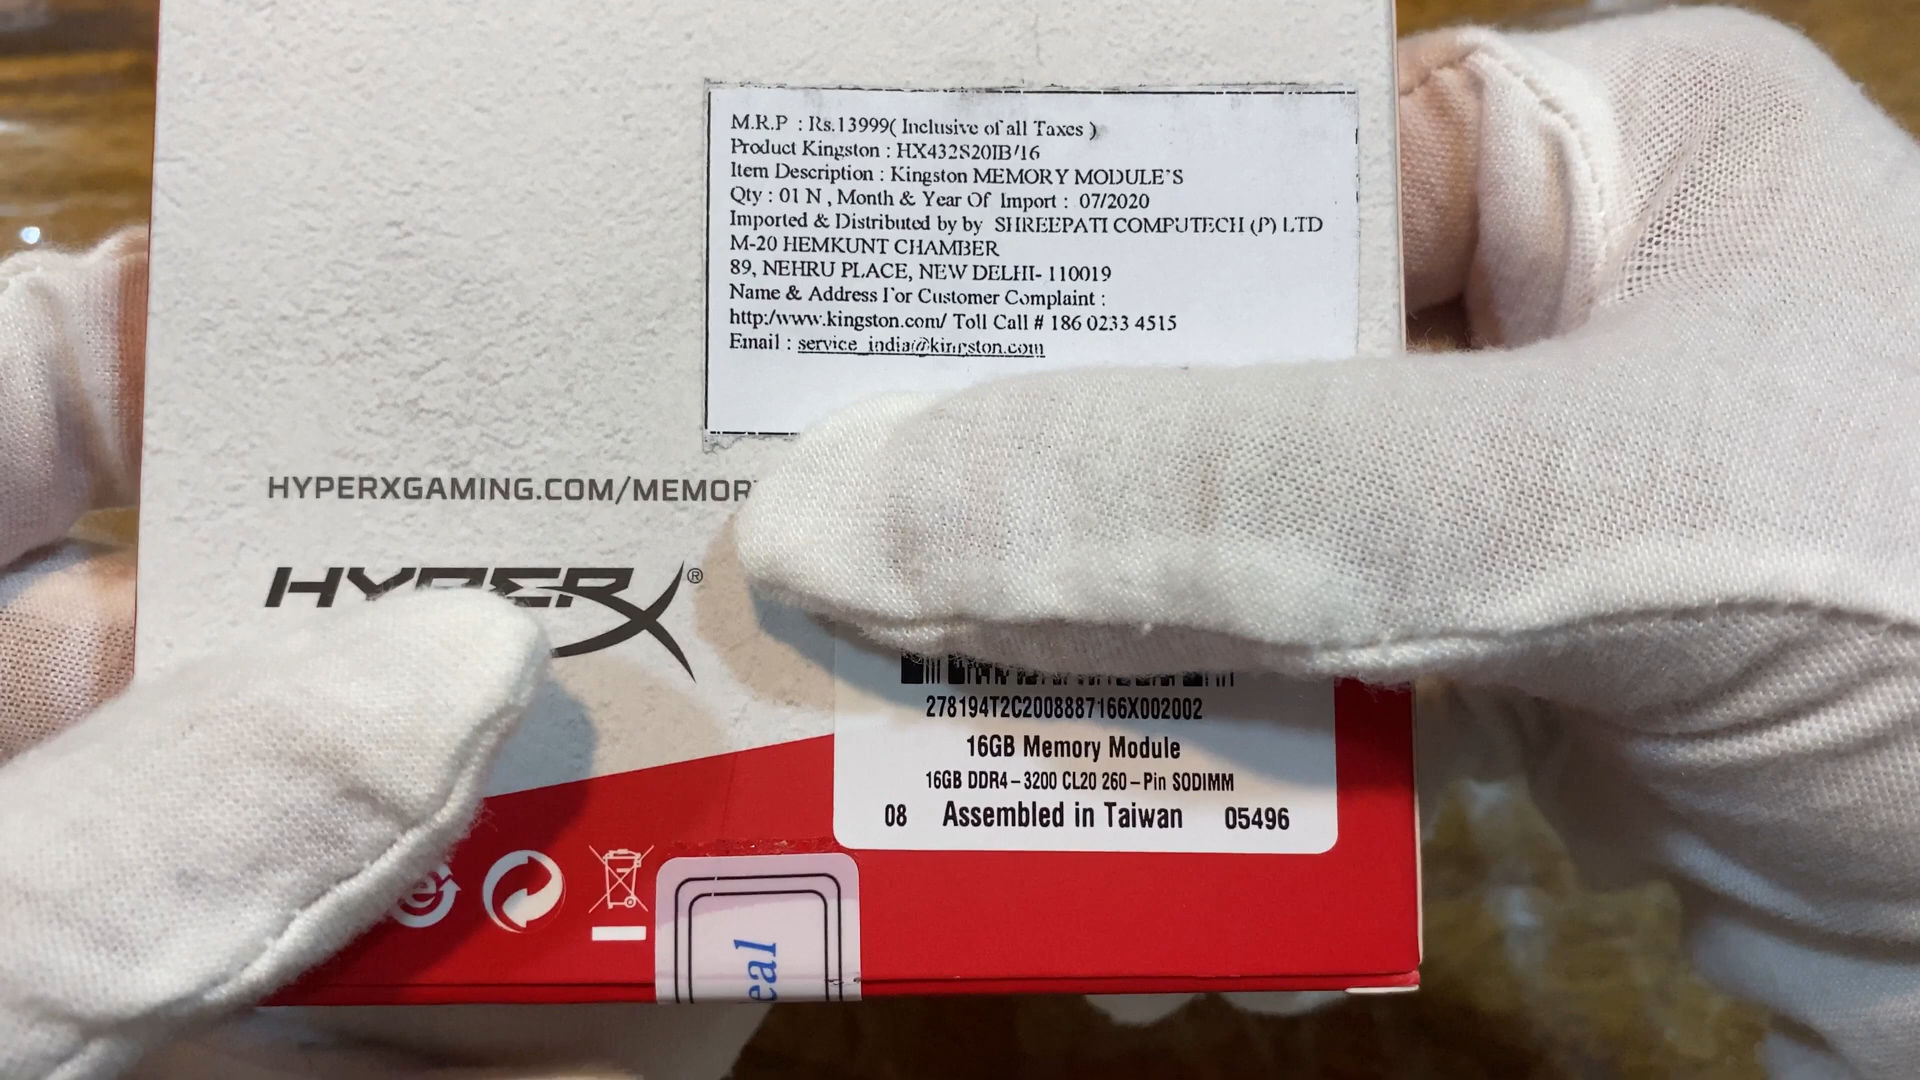 M.R.P : Rs.13999( Inclusive of all Taxes )
Product Kingston : HX432S20IB/16
Item Description : Kingston MEMORY MODULE'S
Qty : 01 N , Month & Year Of Import : 07/2020
Imported & Distributed by by SHREEPATI COMPUTECH (P) LTD
M-20 HEMKUNT CHAMBER
89, NEHRU PLACE, NEW DELHI- 110019
Name & Address For Customer Complaint :
http:/www.kingston.com/ Toll Call # 186 0233 4515
Email : service_india@kingston.com
HYPERXGAMING.COM/MEMOR
HYPERX®
278194T2C2008887166X002002
16GB Memory Module
16GB DDR4-3200 CL20 260-Pin SODIMM
08 Assembled in Taiwan 05496
eal